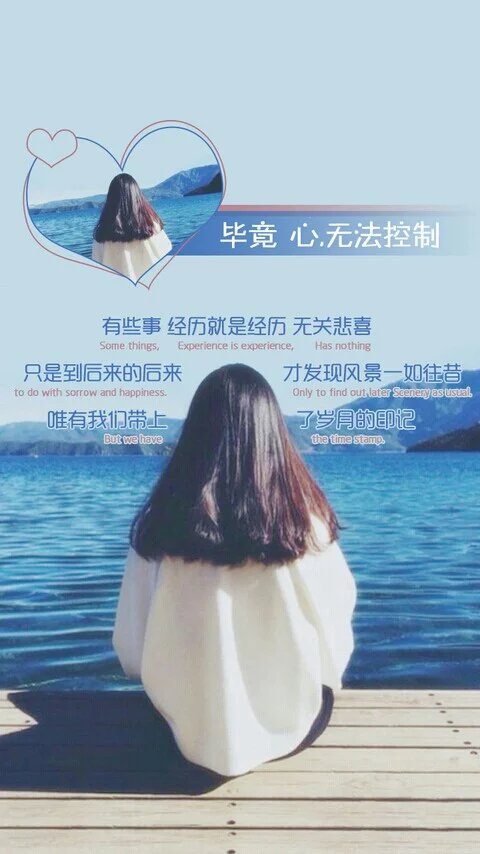 毕竟 心.无法控制
有些事 经历就是经历 无关悲喜
Some things, Experience is experience, Has nothing
只是到后来的后来 才发现风景一如往昔
to do with sorrow and happiness. Only to find out later Scenery as usual,
唯有我们带上 了岁月的印记
But we have the time stamp.